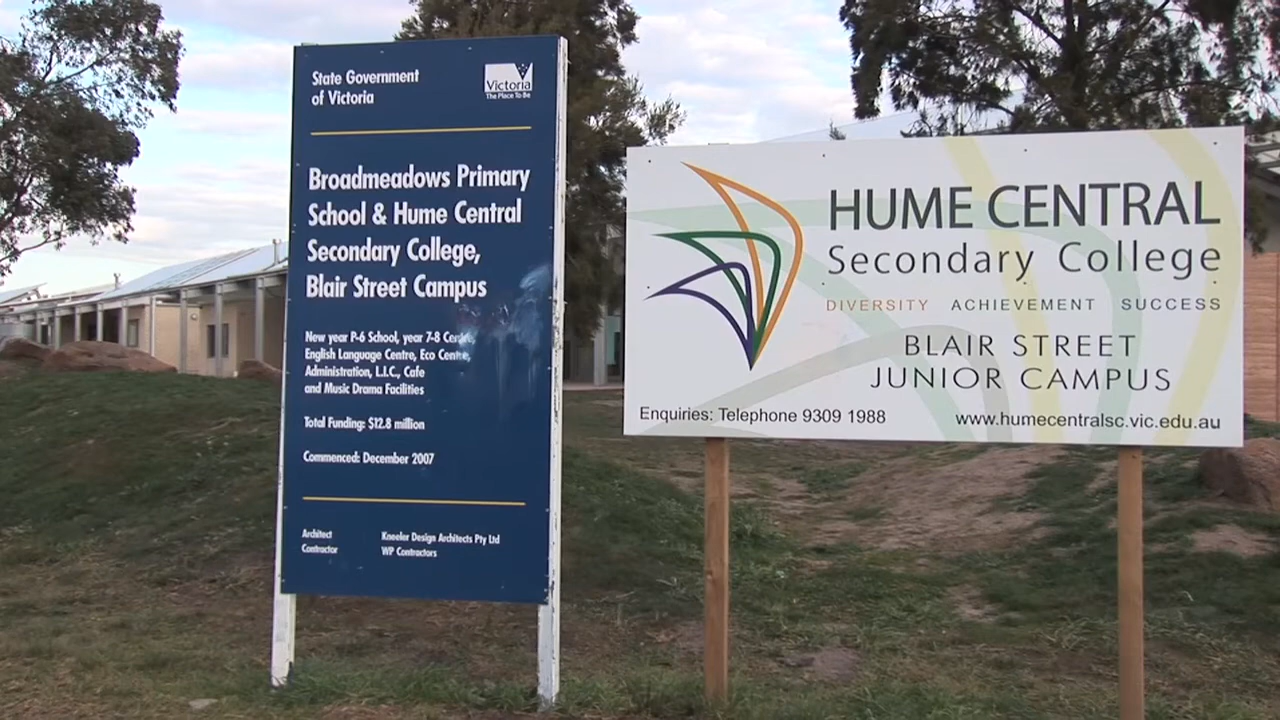 State Government
of Victoria
Victoria
The Place To Be
Broadmeadows Primary
School & Hume Central
Secondary College,
Blair Street Campus
New year P-6 School, year 7-8 Centre,
English Language Centre, Eco Centre,
Administration, L.I.C., Cafe
and Music Drama Facilities
Total Funding: $12.8 million
Commenced: December 2007
Architect Kneeler Design Architects Pty Ltd
Contractor WP Contractors
HUME CENTRAL
Secondary College
DIVERSITY ACHIEVEMENT SUCCESS
BLAIR STREET
JUNIOR CAMPUS
Enquiries: Telephone 9309 1988 www.humecentralsc.vic.edu.au